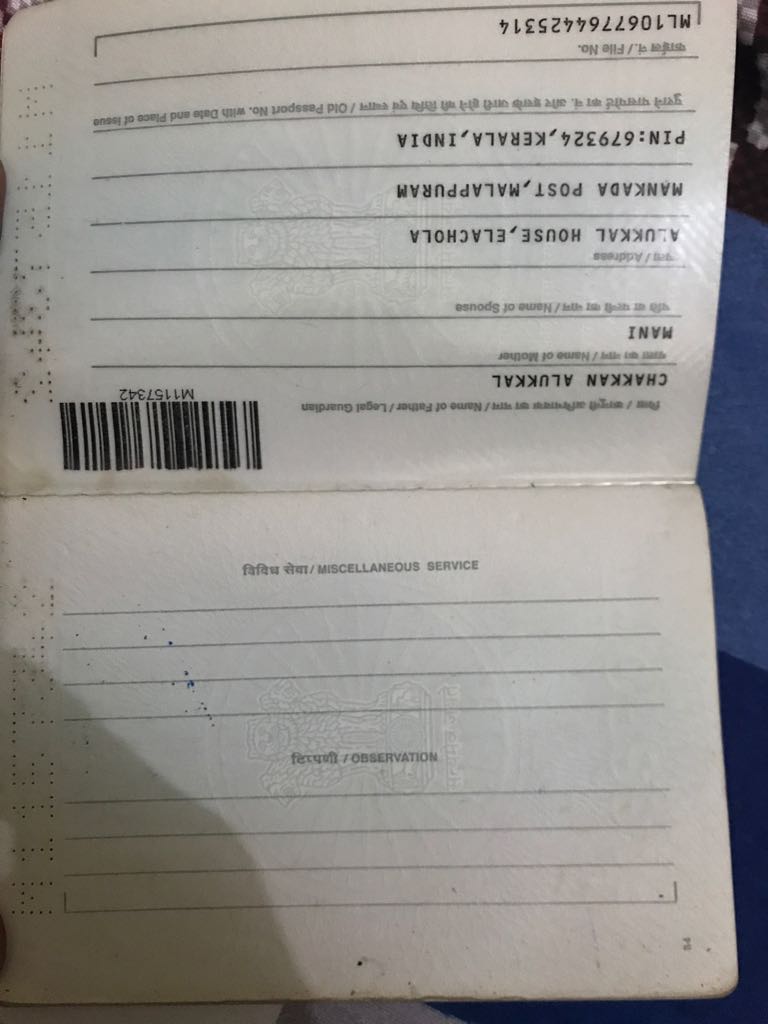 पिता / कानूनी अभिभावक का नाम / Name of Father / Legal Guardian
CHAKKAN ALUKKAL
M1157342
माता का नाम / Name of Mother
MANI
पति या पत्नी का नाम / Name of Spouse
पता / Address
ALUKKAL HOUSE,ELACHOLA
MANKADA POST,MALAPPURAM
PIN:679324,KERALA,INDIA
पुराने पासपोर्ट का नं. और इसके जारी होने की तिथि एवं स्थान / Old Passport No. with Date and Place of Issue
फाईल नं. / File No.
ML1067764425314
विविध सेवा / MISCELLANEOUS SERVICE
टिप्पणी / OBSERVATION